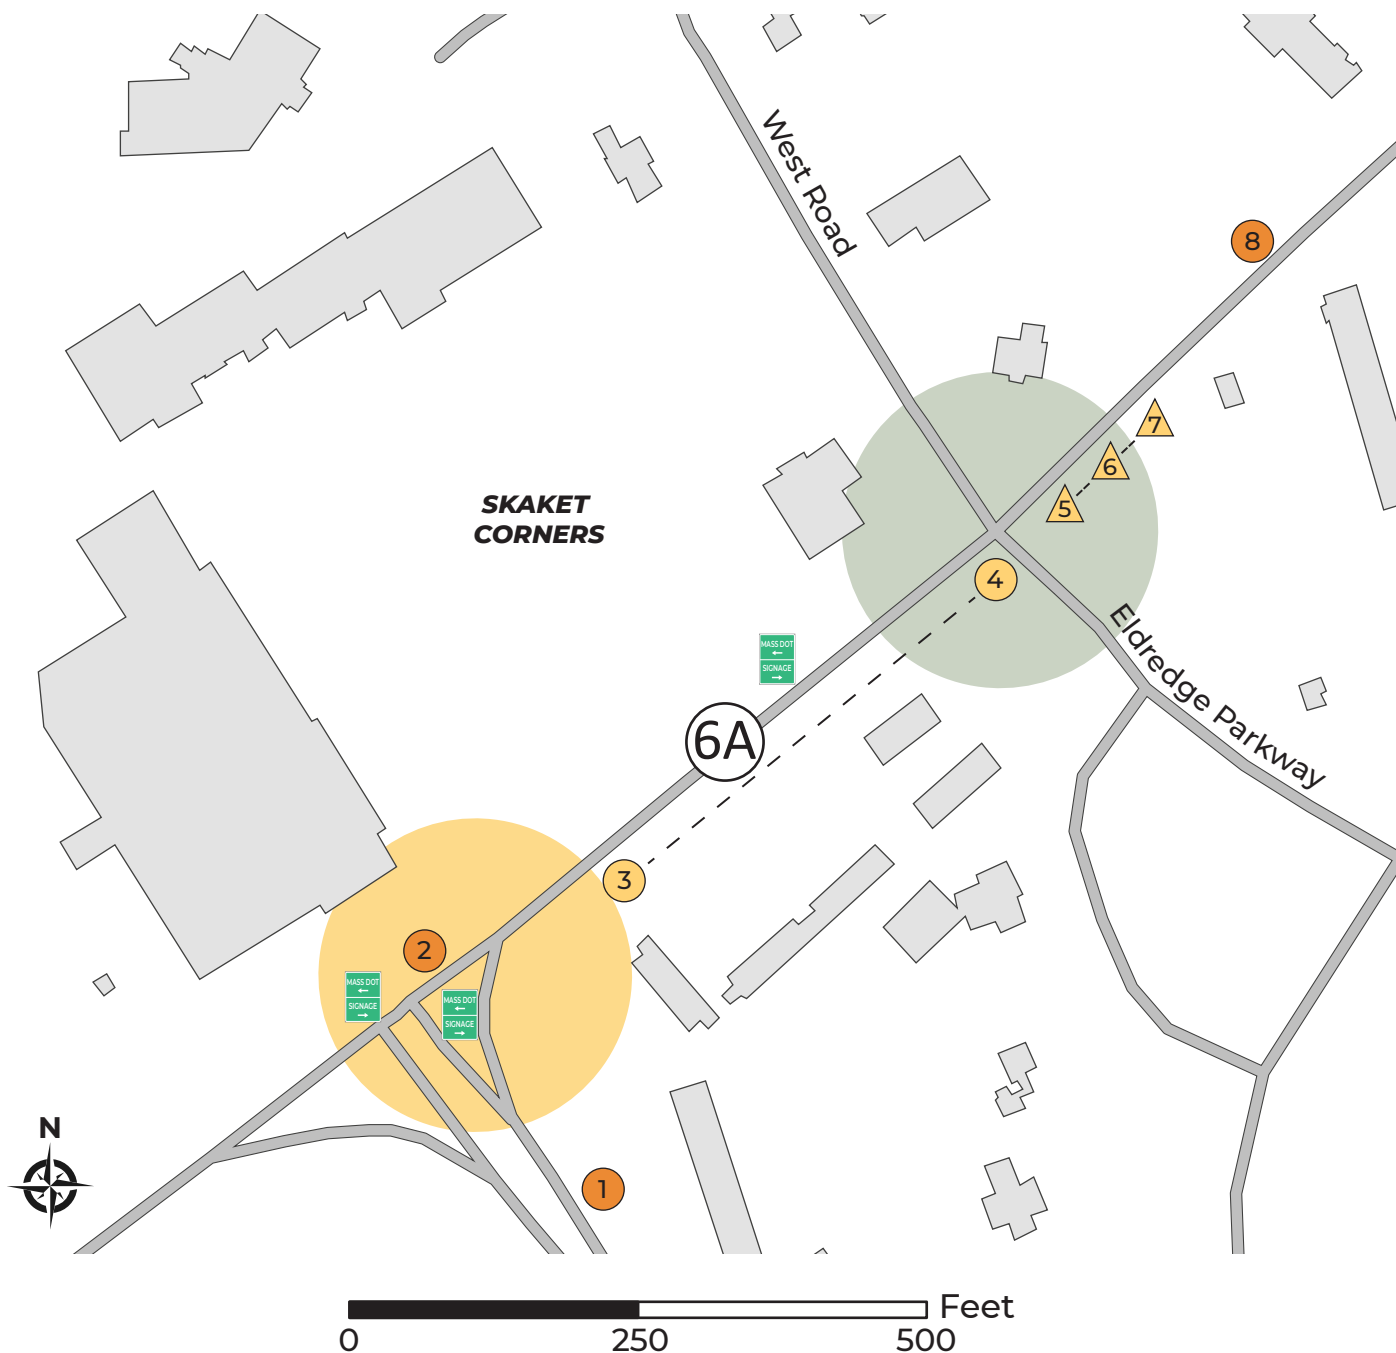 West Road
8
7
6
5
SKAKET
CORNERS
4
Eldredge Parkway
MASS DOT
←
SIGNAGE
→
6A
3
2
MASS DOT
←
SIGNAGE
→
MASS DOT
←
SIGNAGE
→
N
1
Feet
0 250 500